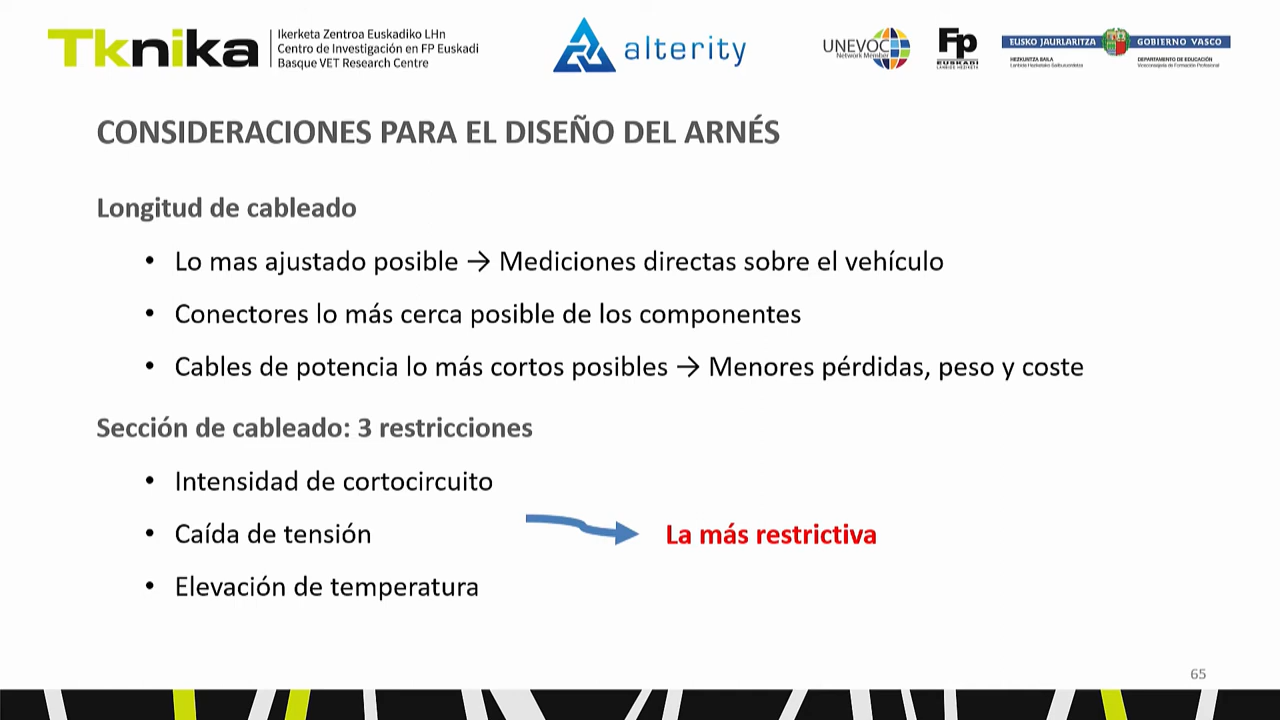 Tknika
Ikerketa Zentroa Euskadiko LHn
Centro de Investigación en FP Euskadi
Basque VET Research Centre
alterity
UNEVOC
Network Member
Fp
EUSKADI
LANBIDE HEZIKETA
EUSKO JAURLARITZA
GOBIERNO VASCO
HEZKUNTZA SAILA
DEPARTAMENTO DE EDUCACIÓN
Viceconsejería de Formación Profesional
CONSIDERACIONES PARA EL DISEÑO DEL ARNÉS
Longitud de cableado
• Lo mas ajustado posible → Mediciones directas sobre el vehículo
• Conectores lo más cerca posible de los componentes
• Cables de potencia lo más cortos posibles → Menores pérdidas, peso y coste
Sección de cableado: 3 restricciones
• Intensidad de cortocircuito
• Caída de tensión
La más restrictiva
• Elevación de temperatura
65